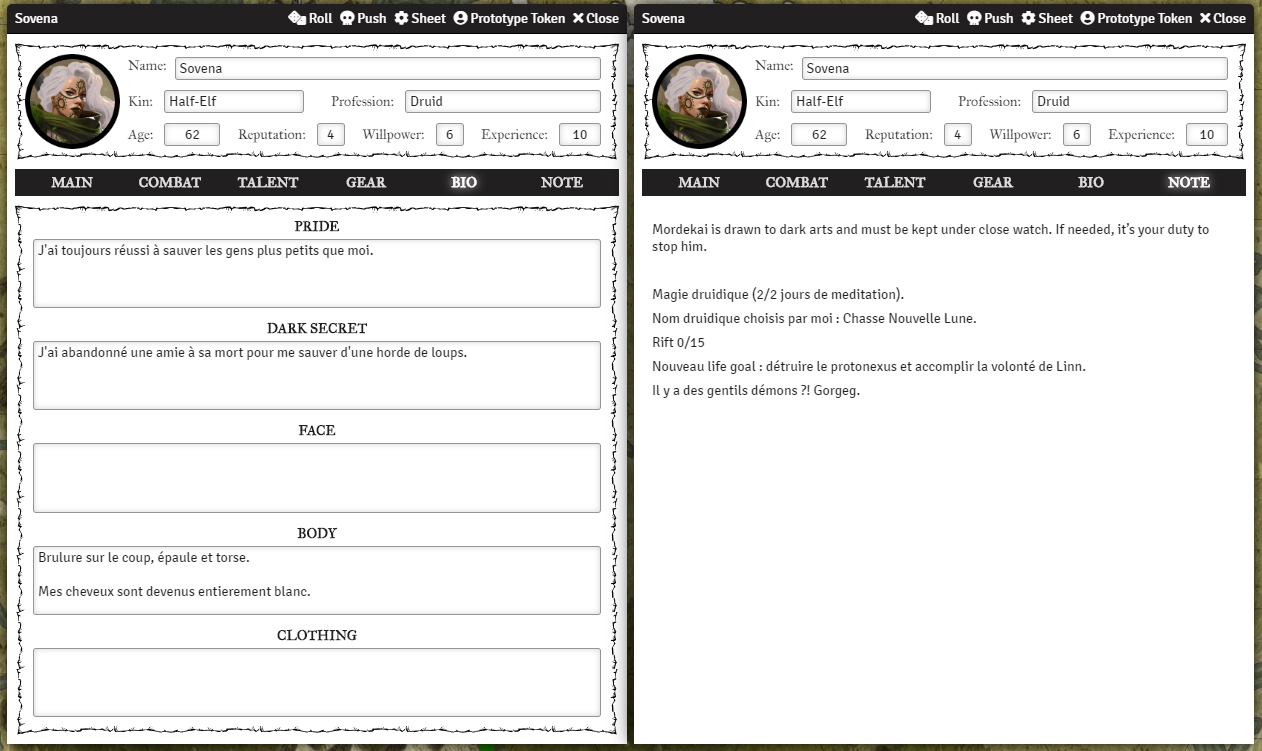 Sovena Roll Push Sheet Prototype Token Close
Name: Sovena
Kin: Half-Elf Profession: Druid
Age: 62 Reputation: 4 Willpower: 6 Experience: 10
MAIN COMBAT TALENT GEAR BIO NOTE
PRIDE
J'ai toujours réussi à sauver les gens plus petits que moi.
DARK SECRET
J'ai abandonné une amie à sa mort pour me sauver d'une horde de loups.
FACE
BODY
Brulure sur le coup, épaule et torse.
Mes cheveux sont devenus entierement blanc.
CLOTHING
Sovena Roll Push Sheet Prototype Token Close
Name: Sovena
Kin: Half-Elf Profession: Druid
Age: 62 Reputation: 4 Willpower: 6 Experience: 10
MAIN COMBAT TALENT GEAR BIO NOTE
Mordekai is drawn to dark arts and must be kept under close watch. If needed, it's your duty to
stop him.
Magie druidique (2/2 jours de meditation).
Nom druidique choisis par moi : Chasse Nouvelle Lune.
Rift 0/15
Nouveau life goal : détruire le protonexus et accomplir la volonté de Linn.
Il y a des gentils démons ?! Gorgeg.